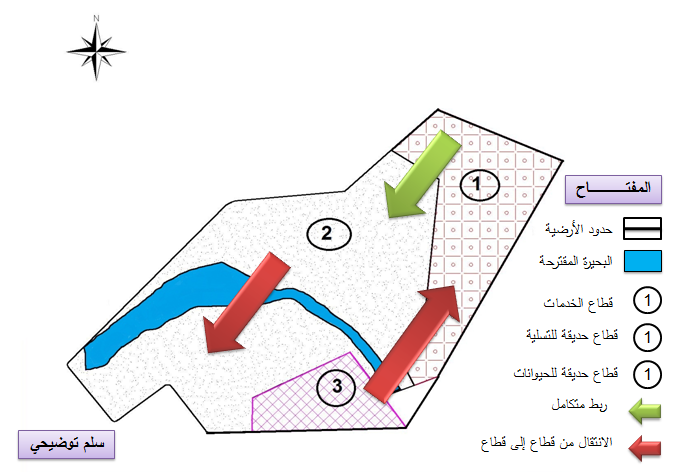 N
1
2
3
المفتـــــــاح
حدود الأرضية
البحيرة المقترحة
1 قطاع الخدمات
1 قطاع حديقة للتسلية
1 قطاع حديقة للحيوانات
ربط متكامل
الانتقال من قطاع إلى قطاع
سلم توضيحي